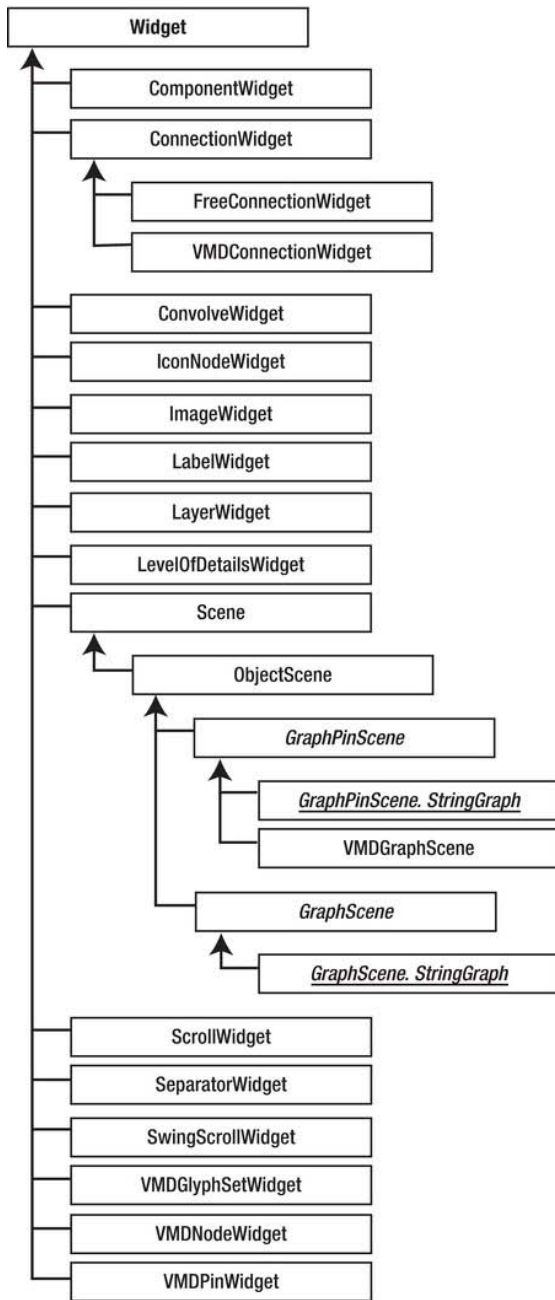 Widget
ComponentWidget
ConnectionWidget
FreeConnectionWidget
VMDConnectionWidget
ConvolveWidget
IconNodeWidget
ImageWidget
LabelWidget
LayerWidget
LevelOfDetailsWidget
Scene
ObjectScene
GraphPinScene
GraphPinScene. StringGraph
VMDGraphScene
GraphScene
GraphScene. StringGraph
ScrollWidget
SeparatorWidget
SwingScrollWidget
VMDGlyphSetWidget
VMDNodeWidget
VMDPinWidget